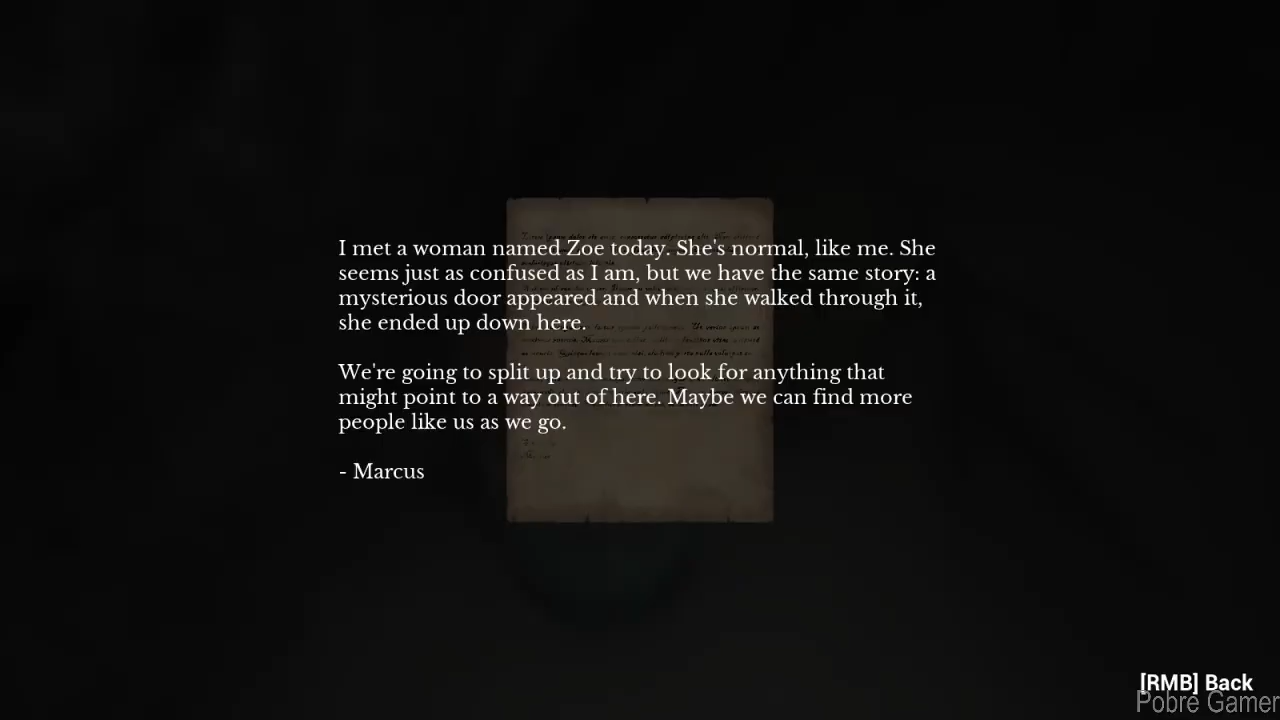 I met a woman named Zoe today. She's normal, like me. She
seems just as confused as I am, but we have the same story: a
mysterious door appeared and when she walked through it,
she ended up down here.
We're going to split up and try to look for anything that
might point to a way out of here. Maybe we can find more
people like us as we go.
- Marcus
[RMB] Back
Pobre Gamer